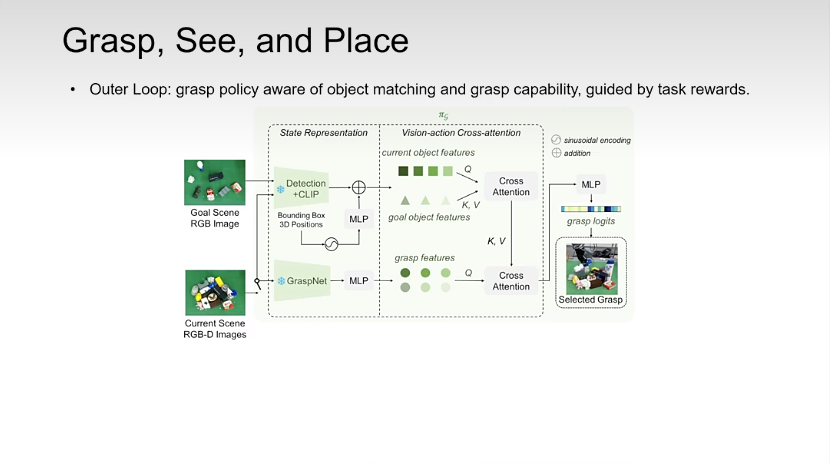 Grasp, See, and Place
• Outer Loop: grasp policy aware of object matching and grasp capability, guided by task rewards.
π_G
State Representation
Vision-action Cross-attention
sinusoidal encoding
addition
current object features
Goal Scene
RGB Image
Detection
+CLIP
Q
Cross
Attention
MLP
K, V
Bounding Box
3D Positions
MLP
goal object features
grasp logits
K, V
grasp features
GraspNet
MLP
Q
Cross
Attention
Selected Grasp
Current Scene
RGB-D Images